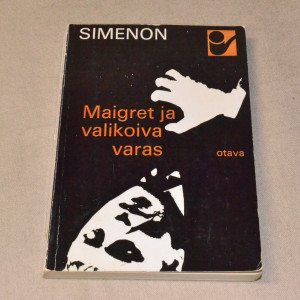 SIMENON
Maigret ja
valikoiva
varas
otava